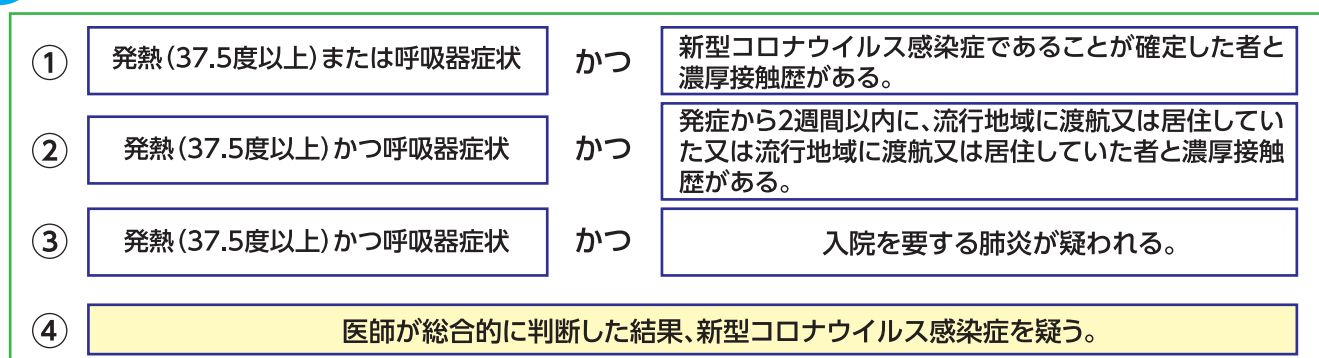 ① 発熱(37.5度以上)または呼吸器症状 かつ 新型コロナウイルス感染症であることが確定した者と
濃厚接触歴がある。
② 発熱(37.5度以上)かつ呼吸器症状 かつ 発症から2週間以内に、流行地域に渡航又は居住してい
た又は流行地域に渡航又は居住していた者と濃厚接触
歴がある。
③ 発熱(37.5度以上)かつ呼吸器症状 かつ 入院を要する肺炎が疑われる。
④ 医師が総合的に判断した結果、新型コロナウイルス感染症を疑う。